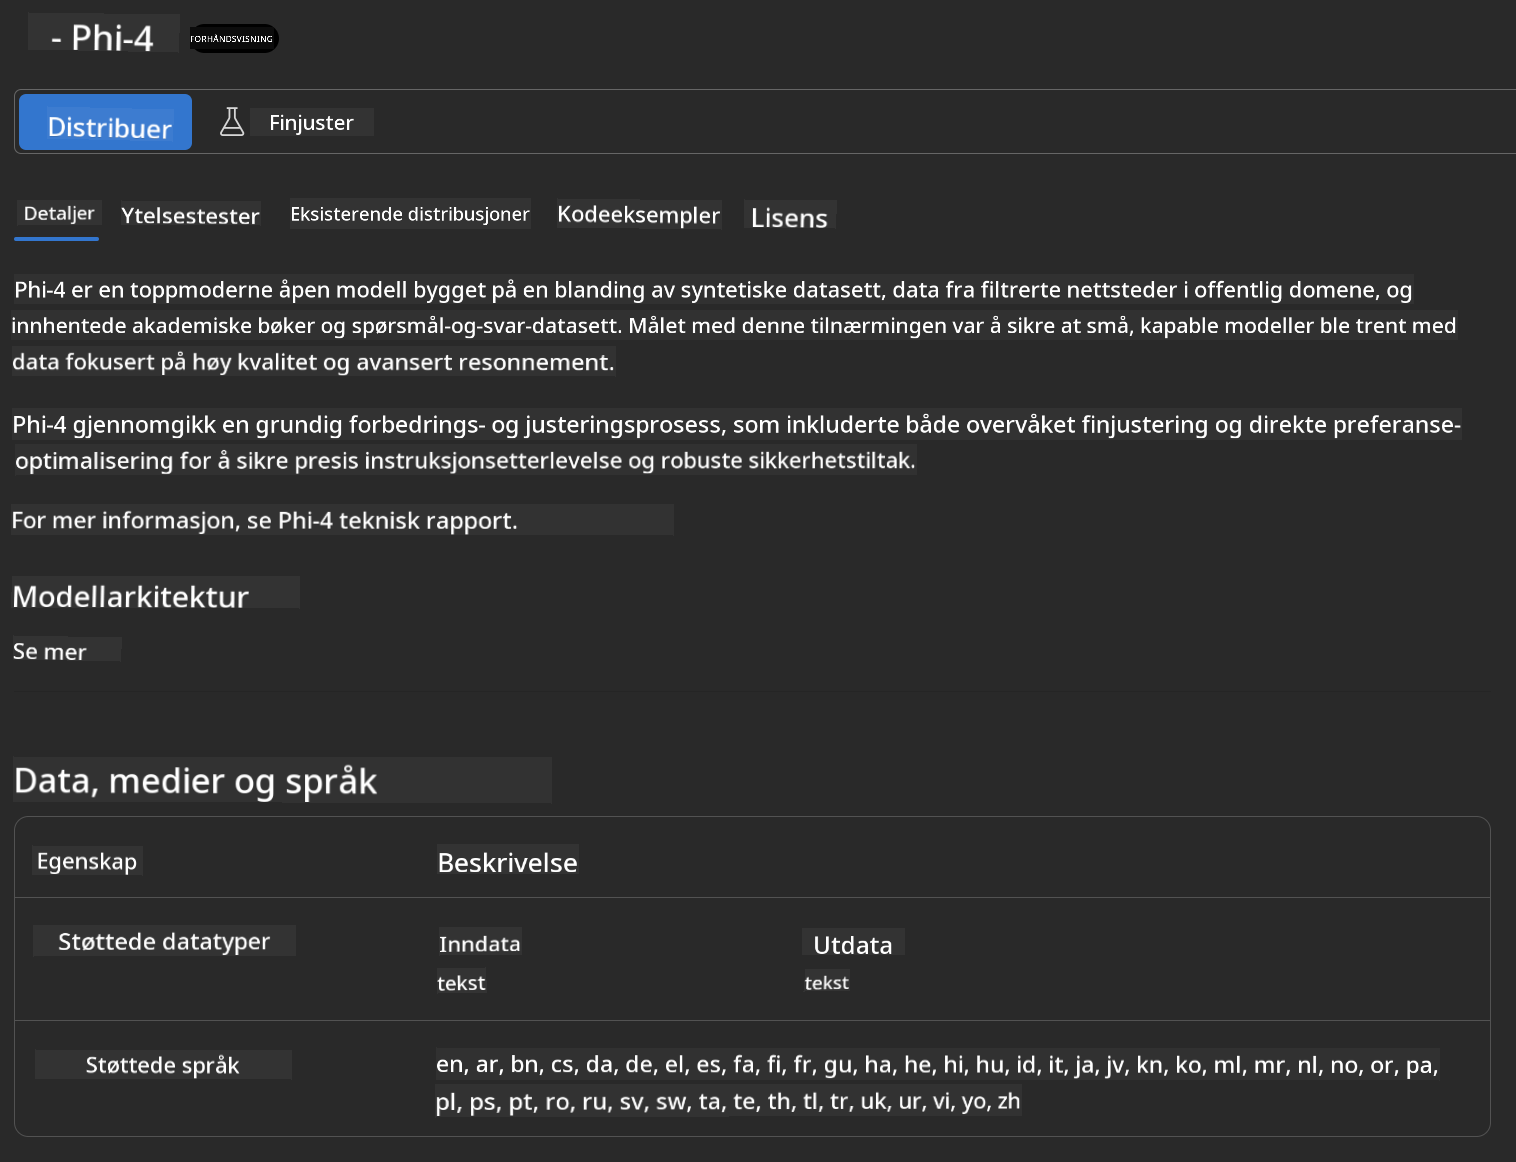 - Phi-4
FORHÅNDSVISNING
Distribuer
Finjuster
Detaljer
Ytelsestester
Eksisterende distribusjoner
Kodeeksempler
Lisens
Phi-4 er en toppmoderne åpen modell bygget på en blanding av syntetiske datasett, data fra filtrerte nettsteder i offentlig domene, og
innhentede akademiske bøker og spørsmål-og-svar-datasett. Målet med denne tilnærmingen var å sikre at små, kapable modeller ble trent med
data fokusert på høy kvalitet og avansert resonnement.
Phi-4 gjennomgikk en grundig forbedrings- og justeringsprosess, som inkluderte både overvåket finjustering og direkte preferanse-
optimalisering for å sikre presis instruksjonsetterlevelse og robuste sikkerhetstiltak.
For mer informasjon, se Phi-4 teknisk rapport.
Modellarkitektur
Se mer
Data, medier og språk
Egenskap
Beskrivelse
Støttede datatyper
Inndata
Utdata
tekst
tekst
Støttede språk
en, ar, bn, cs, da, de, el, es, fa, fi, fr, gu, ha, he, hi, hu, id, it, ja, jv, kn, ko, ml, mr, nl, no, or, pa,
pl, ps, pt, ro, ru, sv, sw, ta, te, th, tl, tr, uk, ur, vi, yo, zh